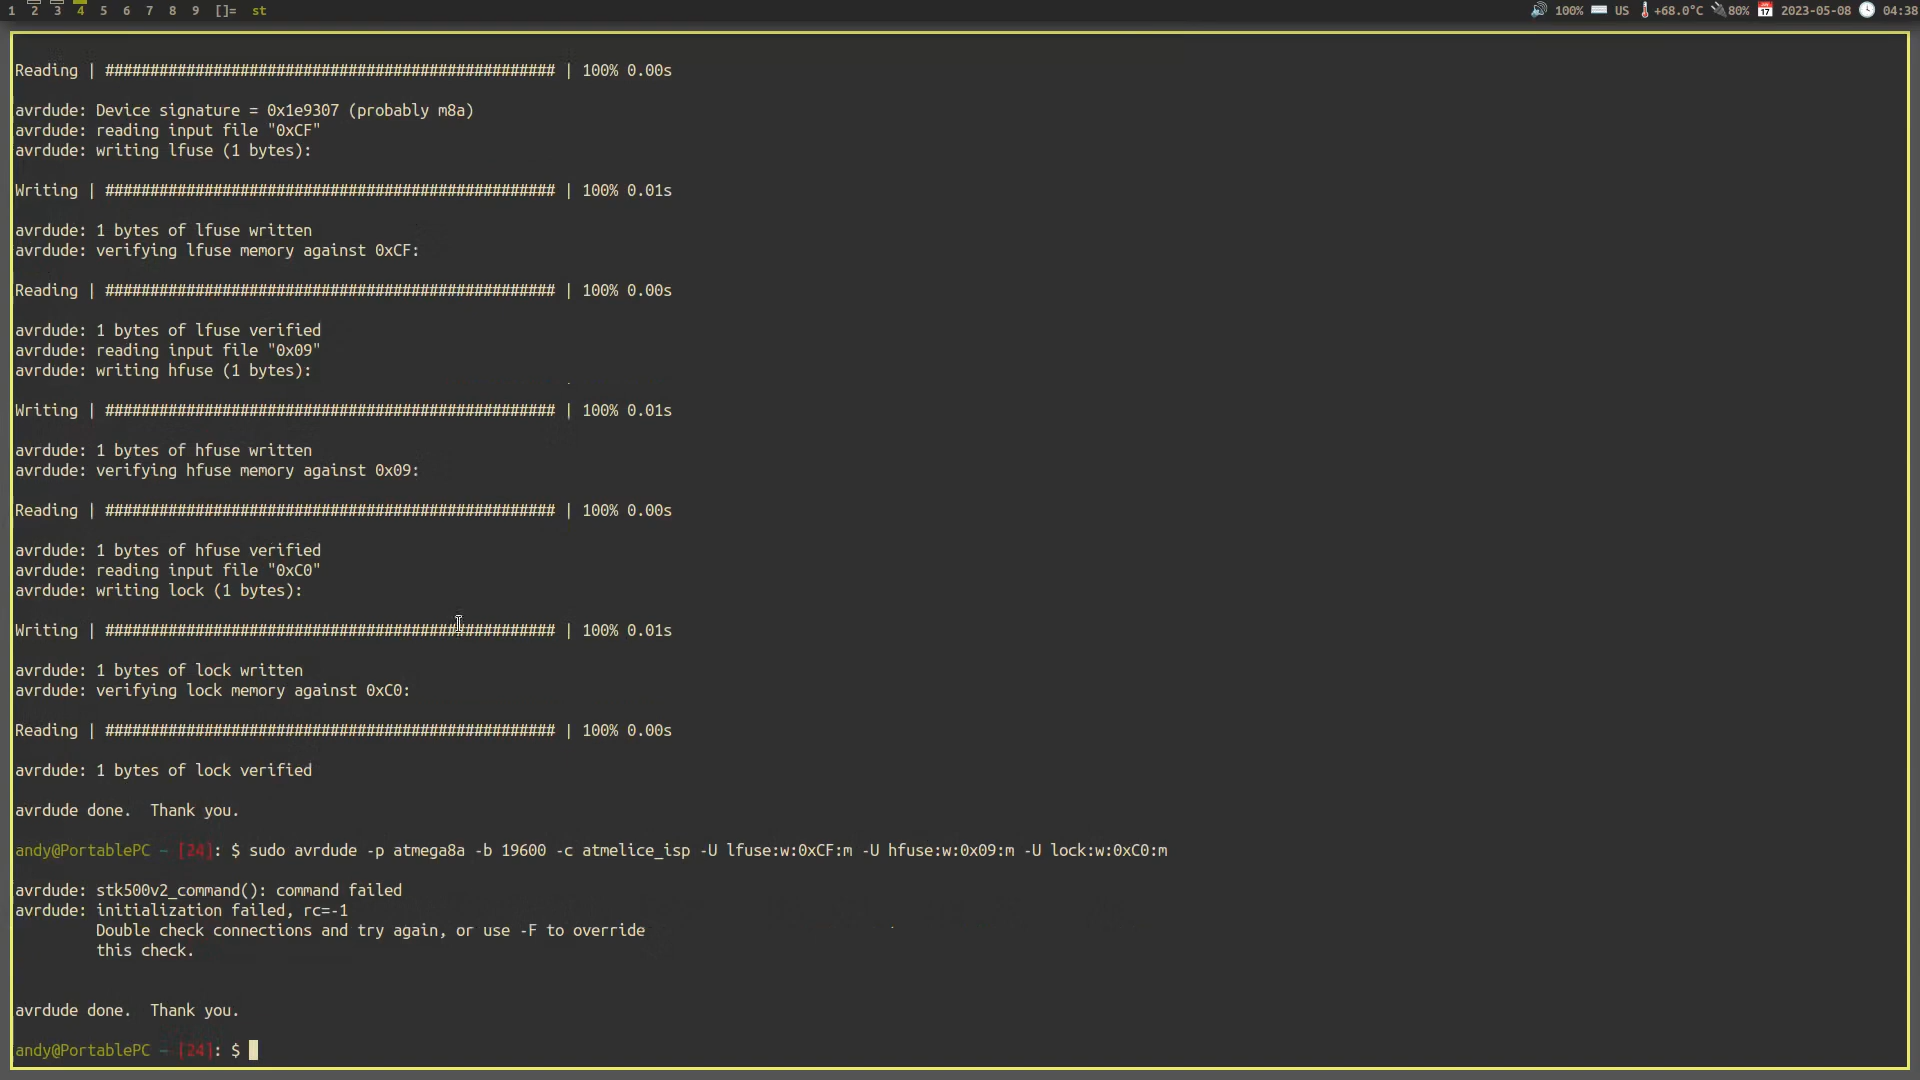 1 2 3 4 5 6 7 8 9 []= st 100% US +68.0°C 80% 2023-05-08 04:38
Reading | ################################################## | 100% 0.00s
avrdude: Device signature = 0x1e9307 (probably m8a)
avrdude: reading input file "0xCF"
avrdude: writing lfuse (1 bytes):
Writing | ################################################## | 100% 0.01s
avrdude: 1 bytes of lfuse written
avrdude: verifying lfuse memory against 0xCF:
Reading | ################################################## | 100% 0.00s
avrdude: 1 bytes of lfuse verified
avrdude: reading input file "0x09"
avrdude: writing hfuse (1 bytes):
Writing | ################################################## | 100% 0.01s
avrdude: 1 bytes of hfuse written
avrdude: verifying hfuse memory against 0x09:
Reading | ################################################## | 100% 0.00s
avrdude: 1 bytes of hfuse verified
avrdude: reading input file "0xC0"
avrdude: writing lock (1 bytes):
Writing | ################################################## | 100% 0.01s
avrdude: 1 bytes of lock written
avrdude: verifying lock memory against 0xC0:
Reading | ################################################## | 100% 0.00s
avrdude: 1 bytes of lock verified
avrdude done.  Thank you.
andy@PortablePC ~ [24]: $ sudo avrdude -p atmega8a -b 19600 -c atmelice_isp -U lfuse:w:0xCF:m -U hfuse:w:0x09:m -U lock:w:0xC0:m
avrdude: stk500v2_command(): command failed
avrdude: initialization failed, rc=-1
Double check connections and try again, or use -F to override
this check.
avrdude done.  Thank you.
andy@PortablePC ~ [24]: $